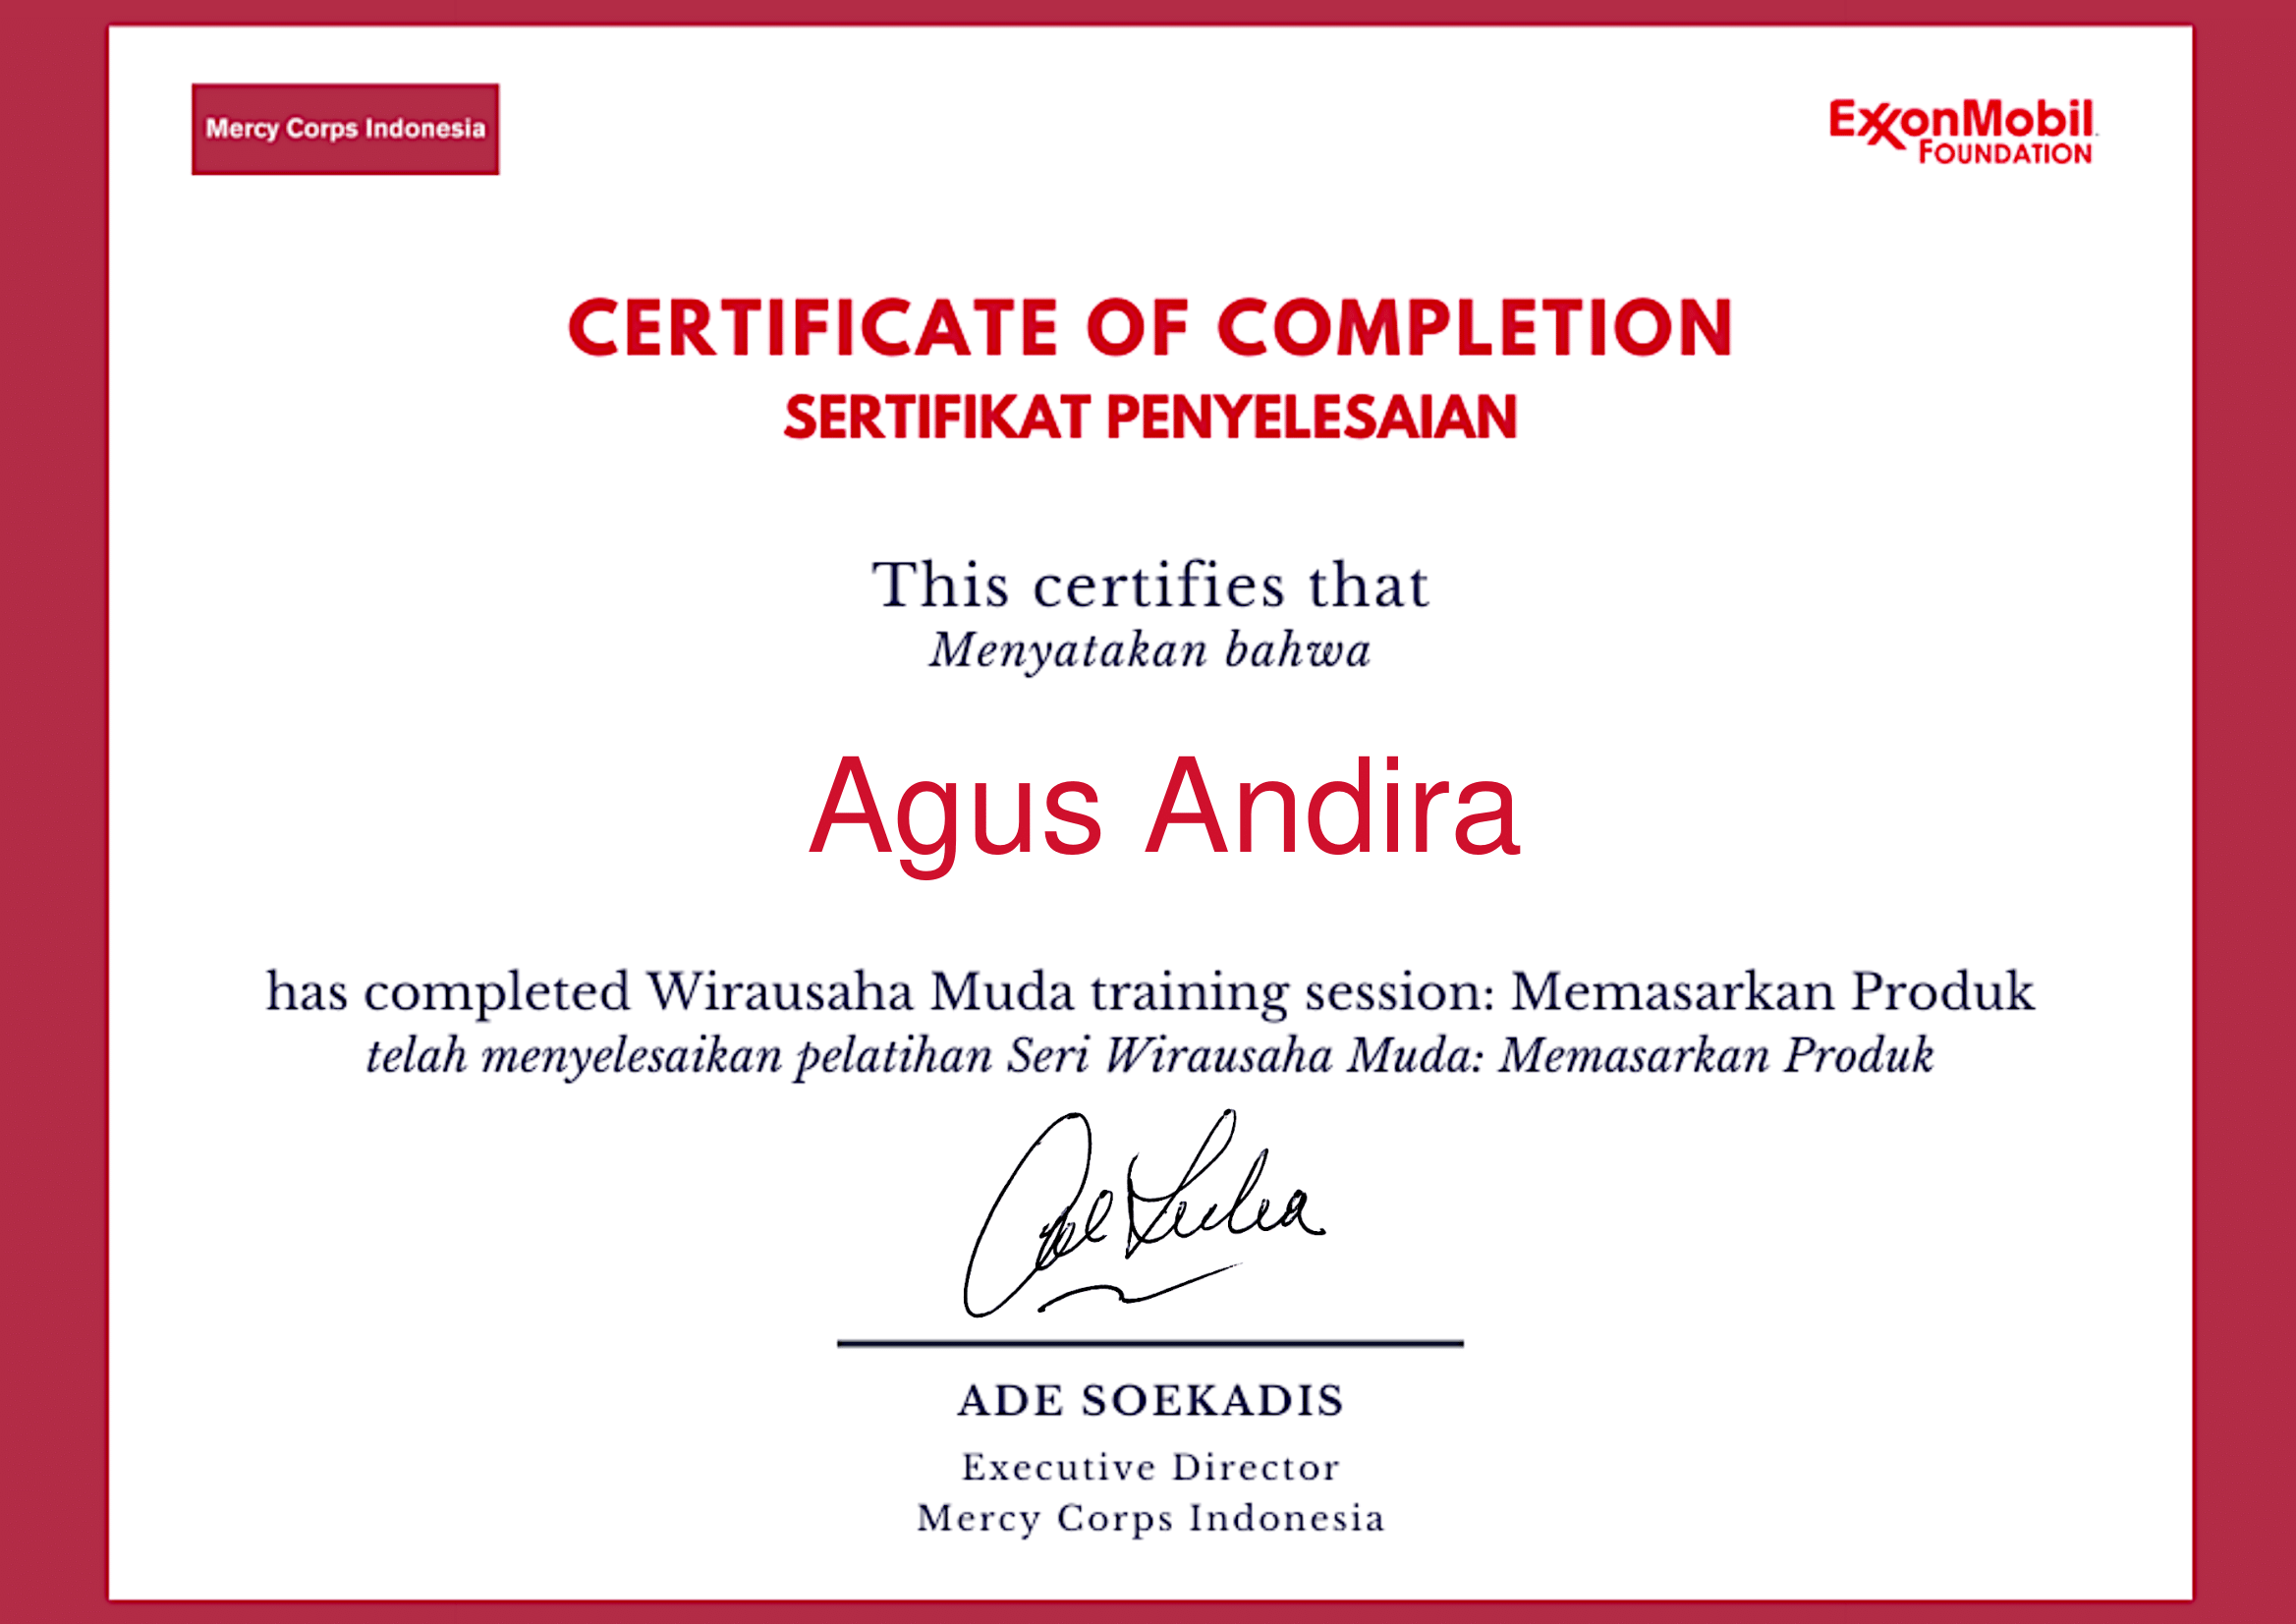 Mercy Corps Indonesia
ExxonMobil
FOUNDATION
CERTIFICATE OF COMPLETION
SERTIFIKAT PENYELESAIAN
This certifies that
Menyatakan bahwa
Agus Andira
has completed Wirausaha Muda training session: Memasarkan Produk
telah menyelesaikan pelatihan Seri Wirausaha Muda: Memasarkan Produk
ADE SOEKADIS
Executive Director
Mercy Corps Indonesia